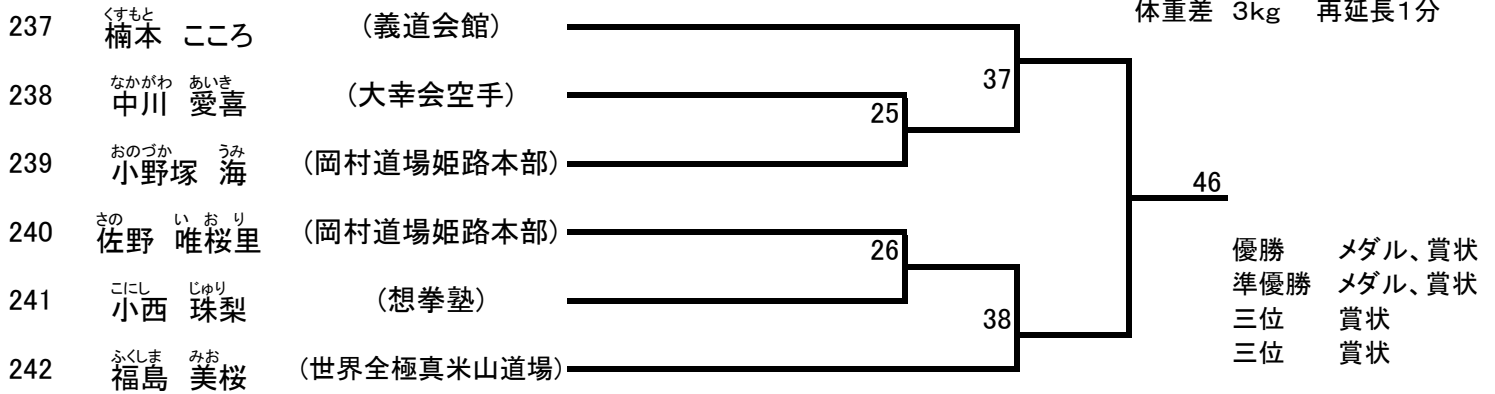 体重差 3kg 再延長1分
くすもと
237 楠本 こころ (義道会館)
37
なかがわ あいき
238 中川 愛喜 (大幸会空手)
25
おのづか うみ
239 小野塚 海 (岡村道場姫路本部)
46
さの いおり
240 佐野 唯桜里 (岡村道場姫路本部)
26
優勝 メダル、賞状
準優勝 メダル、賞状
こにし じゅり
241 小西 珠梨 (想拳塾)
38
三位 賞状
三位 賞状
ふくしま みお
242 福島 美桜 (世界全極真米山道場)